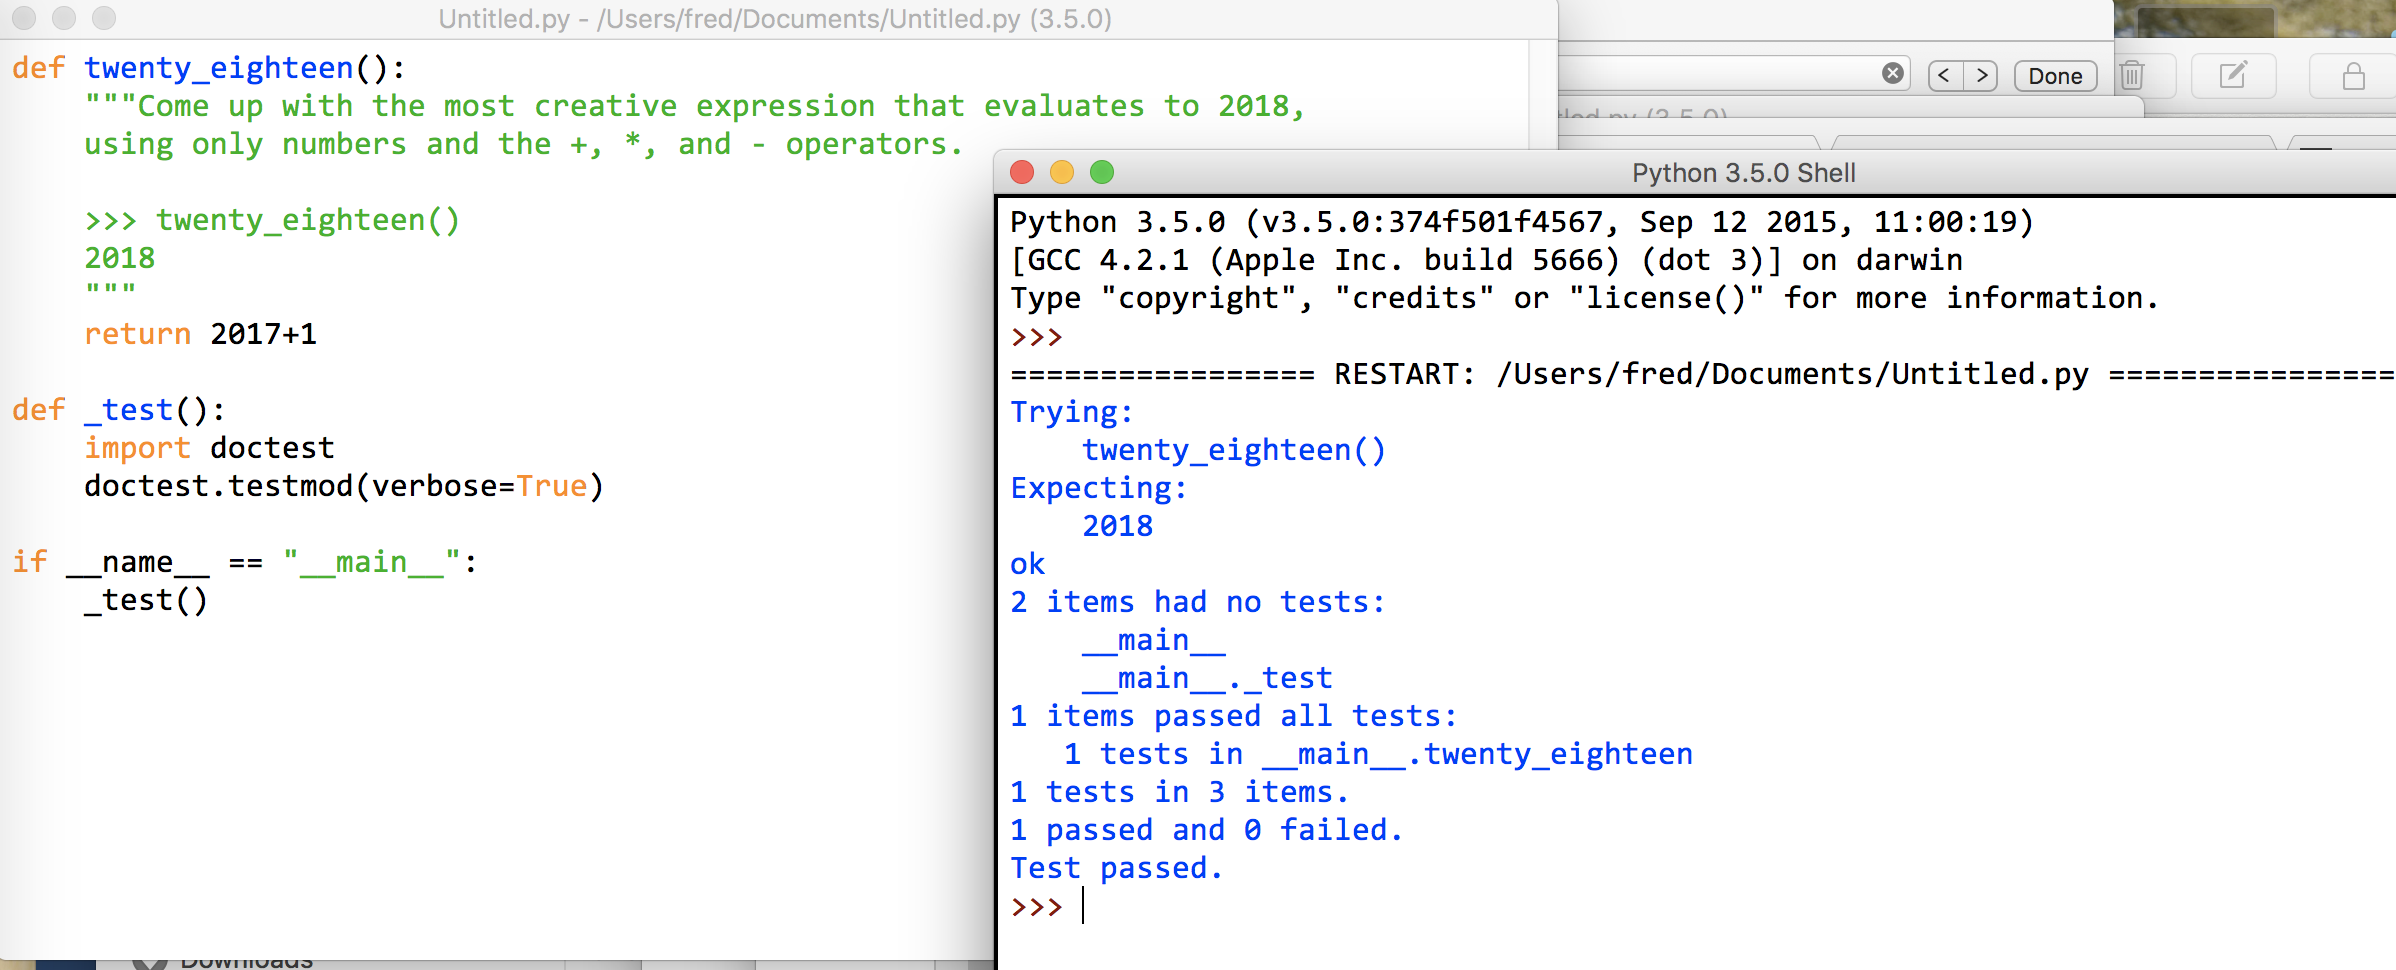 Untitled.py - /Users/fred/Documents/Untitled.py (3.5.0)
def twenty_eighteen():
    """Come up with the most creative expression that evaluates to 2018,
    using only numbers and the +, *, and - operators.

    >>> twenty_eighteen()
    2018
    """
    return 2017+1

def _test():
    import doctest
    doctest.testmod(verbose=True)

if __name__ == "__main__":
    _test()
< > Done
Python 3.5.0 Shell
Python 3.5.0 (v3.5.0:374f501f4567, Sep 12 2015, 11:00:19)
[GCC 4.2.1 (Apple Inc. build 5666) (dot 3)] on darwin
Type "copyright", "credits" or "license()" for more information.
>>>
================= RESTART: /Users/fred/Documents/Untitled.py ================
Trying:
    twenty_eighteen()
Expecting:
    2018
ok
2 items had no tests:
    __main__
    __main__._test
1 items passed all tests:
   1 tests in __main__.twenty_eighteen
1 tests in 3 items.
1 passed and 0 failed.
Test passed.
>>>
Downloads